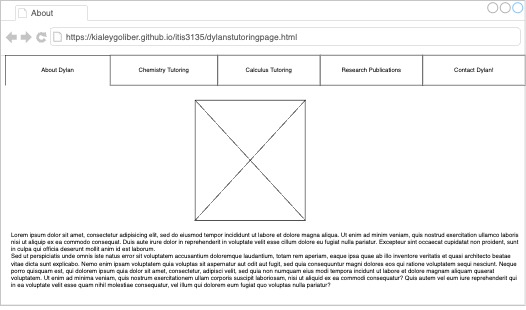 About
https://kialeygoliber.github.io/itis3135/dylanstutoringpage.html
About Dylan
Chemistry Tutoring
Calculus Tutoring
Research Publications
Contact Dylan!
Lorem ipsum dolor sit amet, consectetur adipisicing elit, sed do eiusmod tempor incididunt ut labore et dolore magna aliqua. Ut enim ad minim veniam, quis nostrud exercitation ullamco laboris
nisi ut aliquip ex ea commodo consequat. Duis aute irure dolor in reprehenderit in voluptate velit esse cillum dolore eu fugiat nulla pariatur. Excepteur sint occaecat cupidatat non proident, sunt
in culpa qui officia deserunt mollit anim id est laborum.
Sed ut perspiciatis unde omnis iste natus error sit voluptatem accusantium doloremque laudantium, totam rem aperiam, eaque ipsa quae ab illo inventore veritatis et quasi architecto beatae
vitae dicta sunt explicabo. Nemo enim ipsam voluptatem quia voluptas sit aspernatur aut odit aut fugit, sed quia consequuntur magni dolores eos qui ratione voluptatem sequi nesciunt. Neque
porro quisquam est, qui dolorem ipsum quia dolor sit amet, consectetur, adipisci velit, sed quia non numquam eius modi tempora incidunt ut labore et dolore magnam aliquam quaerat
voluptatem. Ut enim ad minima veniam, quis nostrum exercitationem ullam corporis suscipit laboriosam, nisi ut aliquid ex ea commodi consequatur? Quis autem vel eum iure reprehenderit qui
in ea voluptate velit esse quam nihil molestiae consequatur, vel illum qui dolorem eum fugiat quo voluptas nulla pariatur?